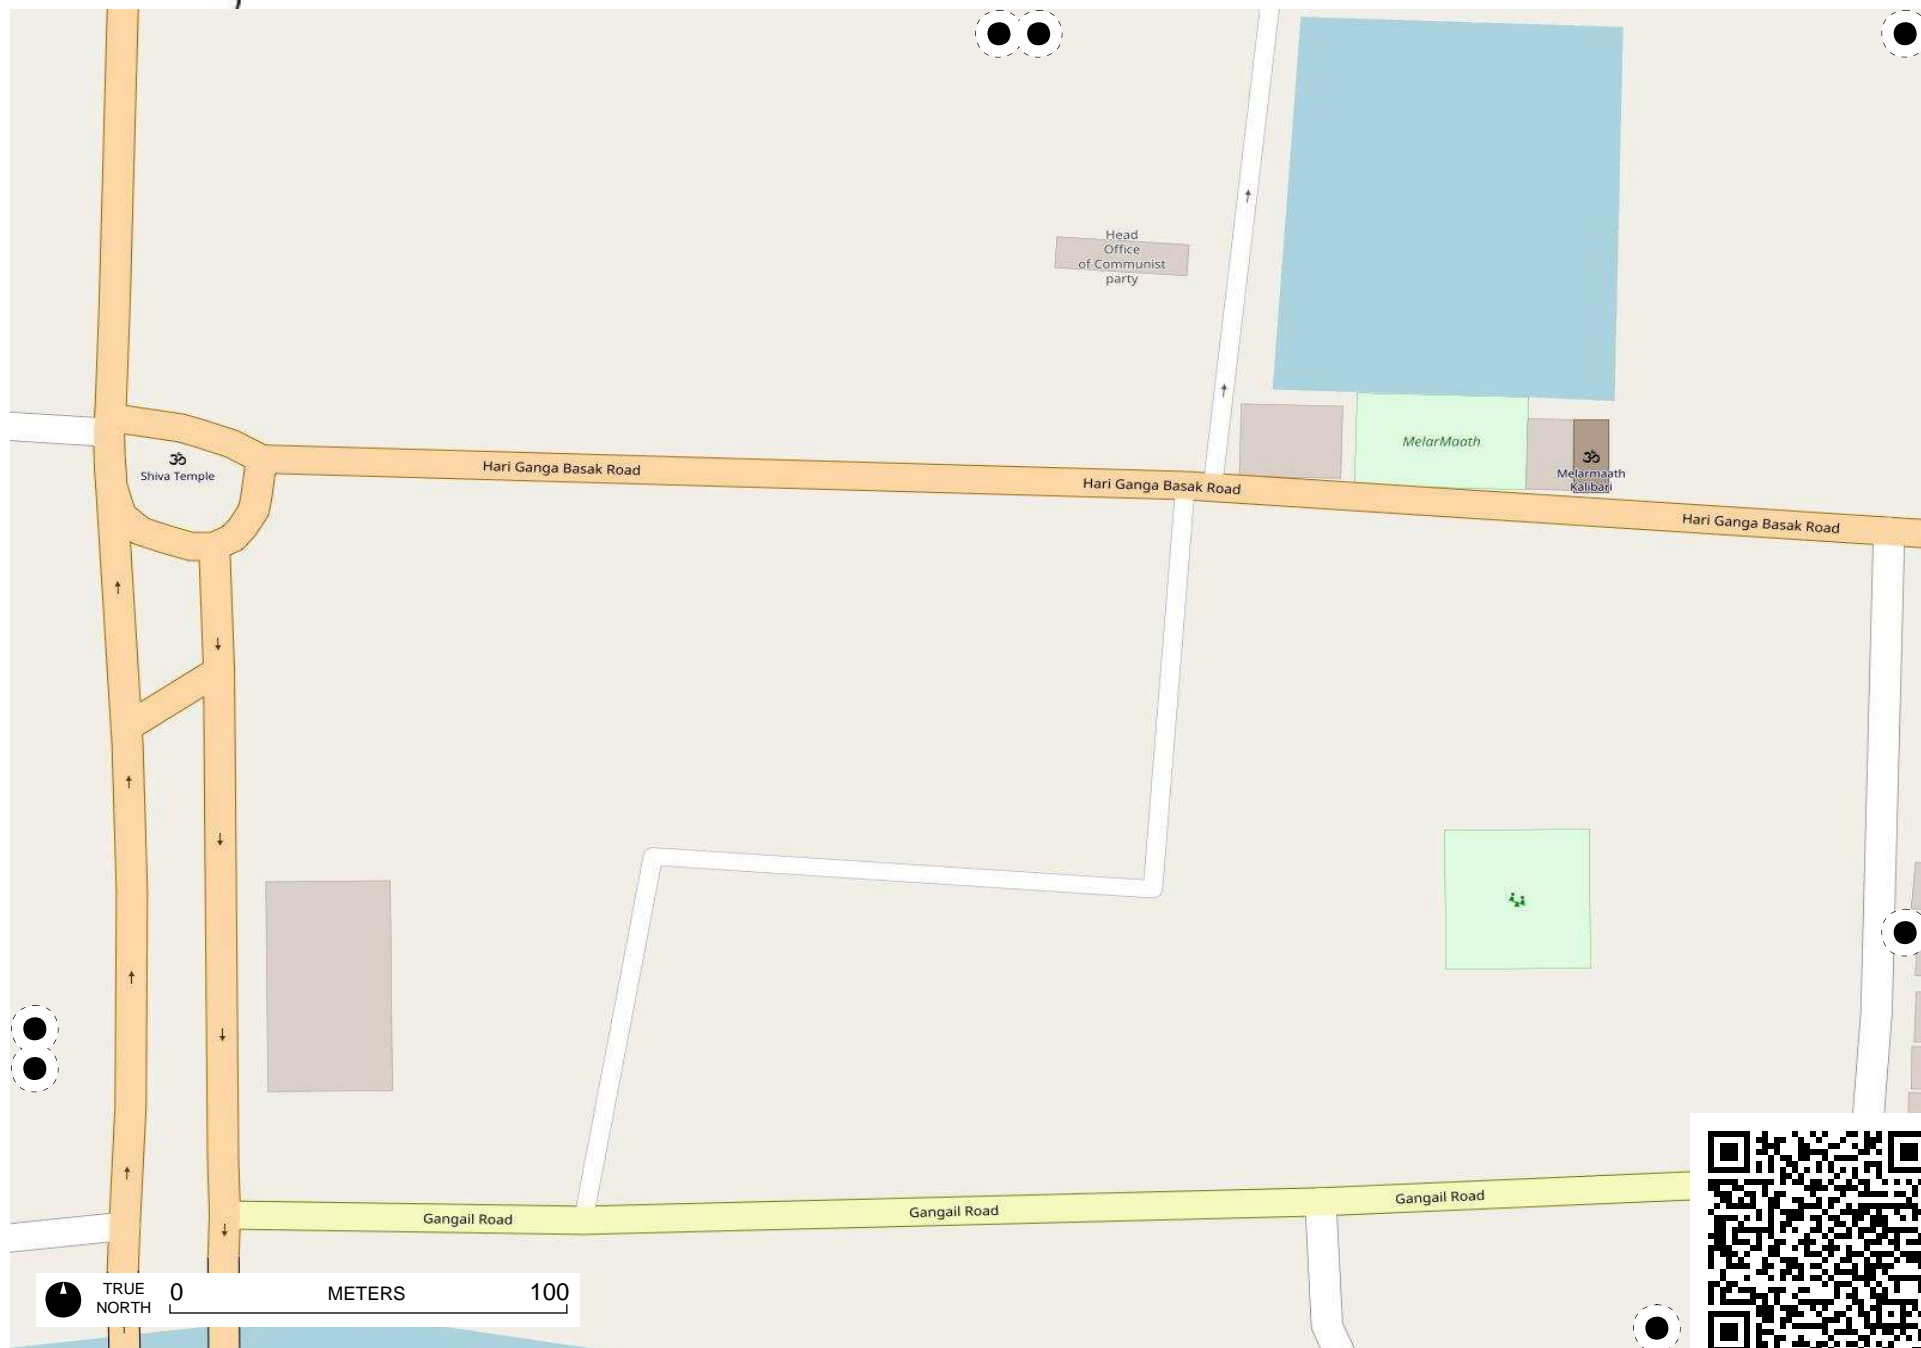 Head
Office
of Communist
party
MelarMaath
ॐ
Shiva Temple
Hari Ganga Basak Road
Hari Ganga Basak Road
ॐ
Melarmaath
Kalibari
Hari Ganga Basak Road
Gangail Road
Gangail Road
Gangail Road
TRUE
NORTH
0
METERS
100